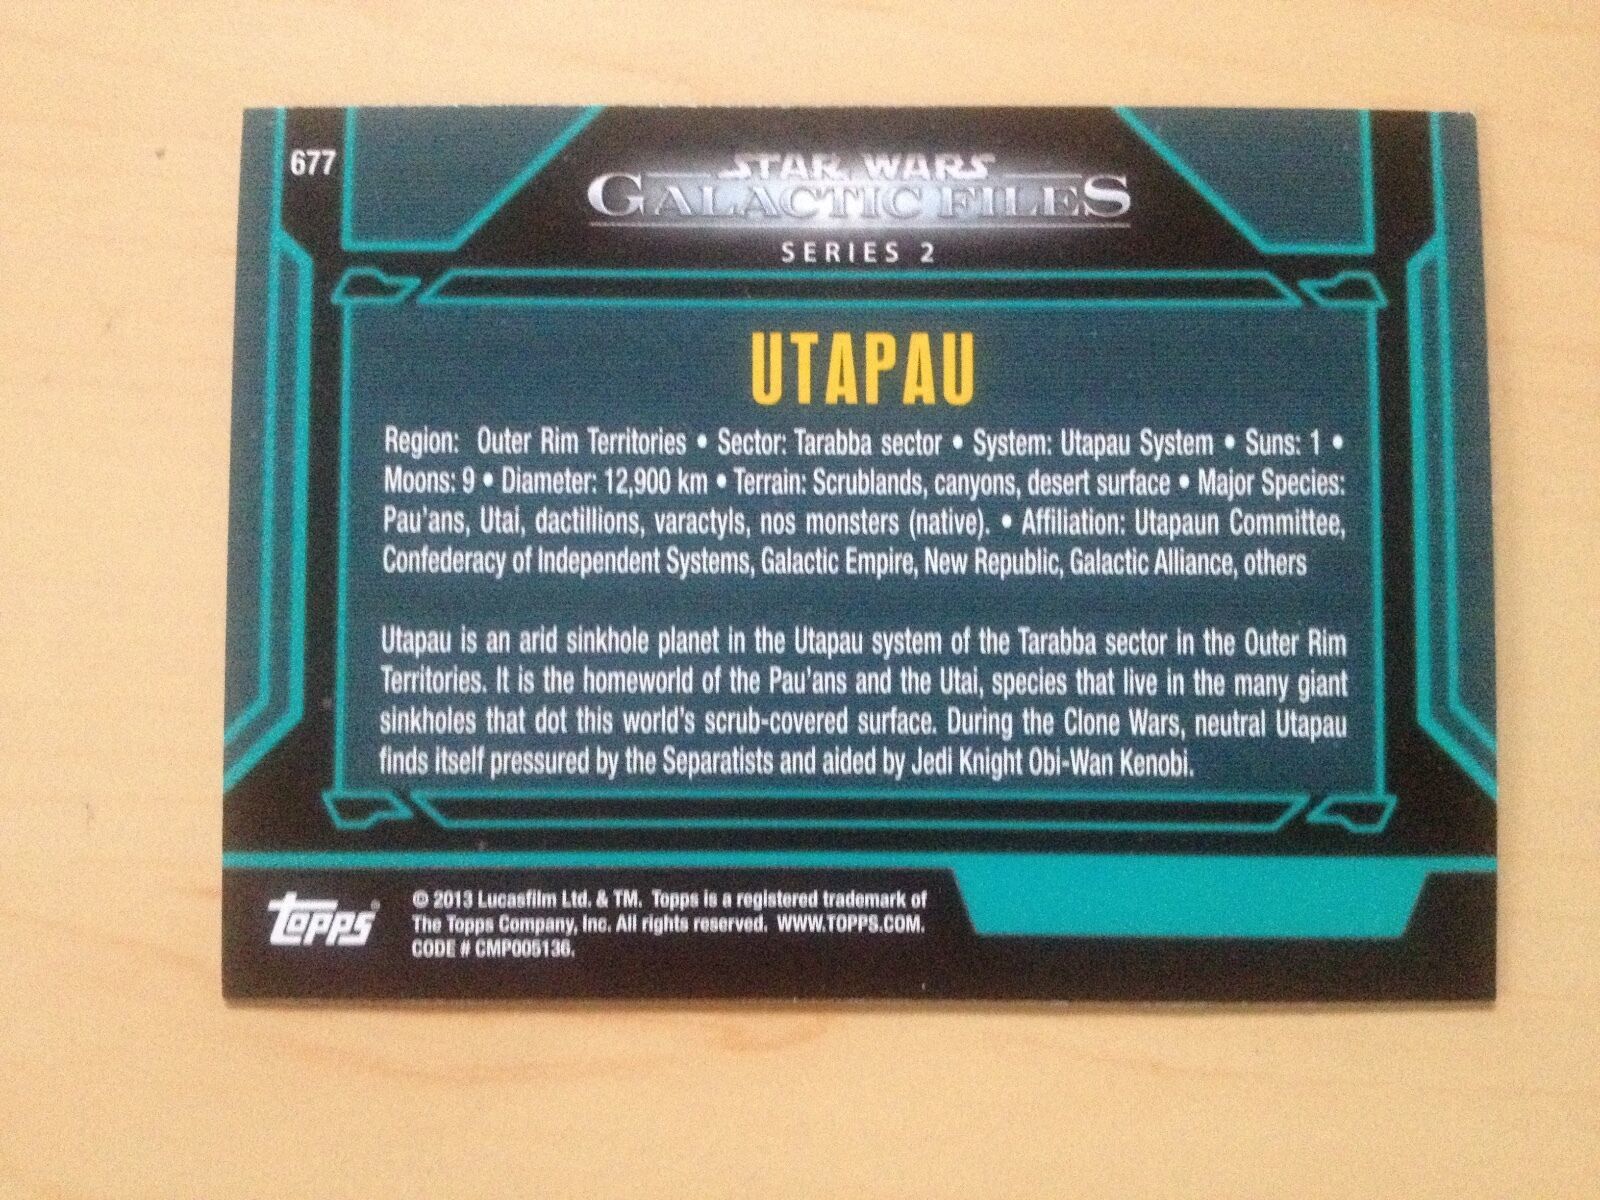 677
STAR WARS
GALACTIC FILES
SERIES 2
UTAPAU
Region: Outer Rim Territories • Sector: Tarabba sector • System: Utapau System • Suns: 1 •
Moons: 9 • Diameter: 12,900 km • Terrain: Scrublands, canyons, desert surface • Major Species:
Pau'ans, Utai, dactillions, varactyls, nos monsters (native). • Affiliation: Utapaun Committee,
Confederacy of Independent Systems, Galactic Empire, New Republic, Galactic Alliance, others
Utapau is an arid sinkhole planet in the Utapau system of the Tarabba sector in the Outer Rim
Territories. It is the homeworld of the Pau'ans and the Utai, species that live in the many giant
sinkholes that dot this world's scrub-covered surface. During the Clone Wars, neutral Utapau
finds itself pressured by the Separatists and aided by Jedi Knight Obi-Wan Kenobi.
topps®
© 2013 Lucasfilm Ltd. & TM. Topps is a registered trademark of
The Topps Company, Inc. All rights reserved. WWW.TOPPS.COM.
CODE # CMP005136.